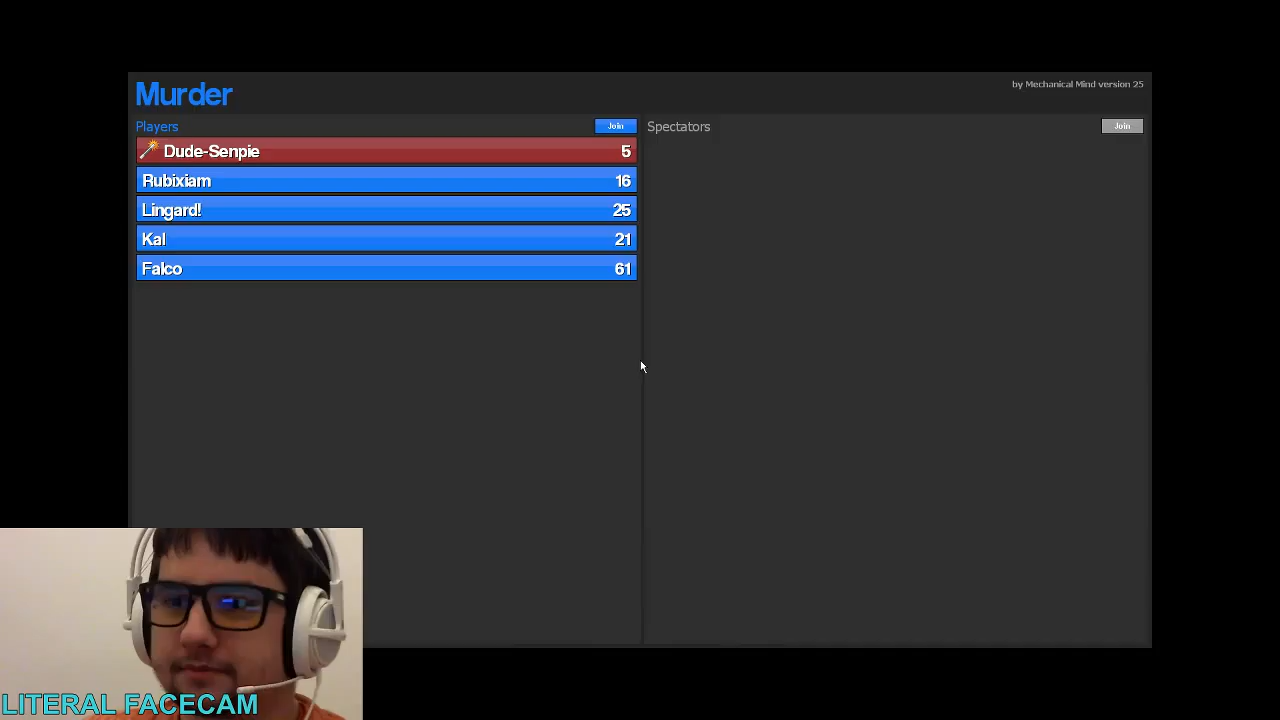 Murder
by Mechanical Mind version 25
Players
Join
Spectators
Join
Dude-Senpie 5
Rubixiam 16
Lingard! 25
Kal 21
Falco 61
LITERAL FACECAM